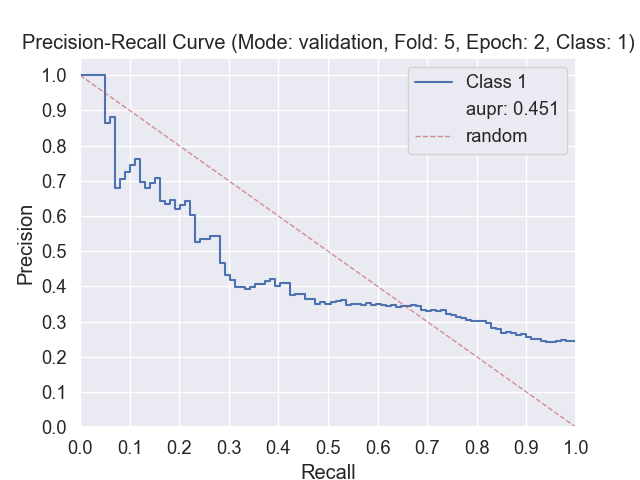 Precision-Recall Curve (Mode: validation, Fold: 5, Epoch: 2, Class: 1)
Class 1
aupr: 0.451
random
Precision
1.0
0.9
0.8
0.7
0.6
0.5
0.4
0.3
0.2
0.1
0.0
0.0 0.1 0.2 0.3 0.4 0.5 0.6 0.7 0.8 0.9 1.0
Recall